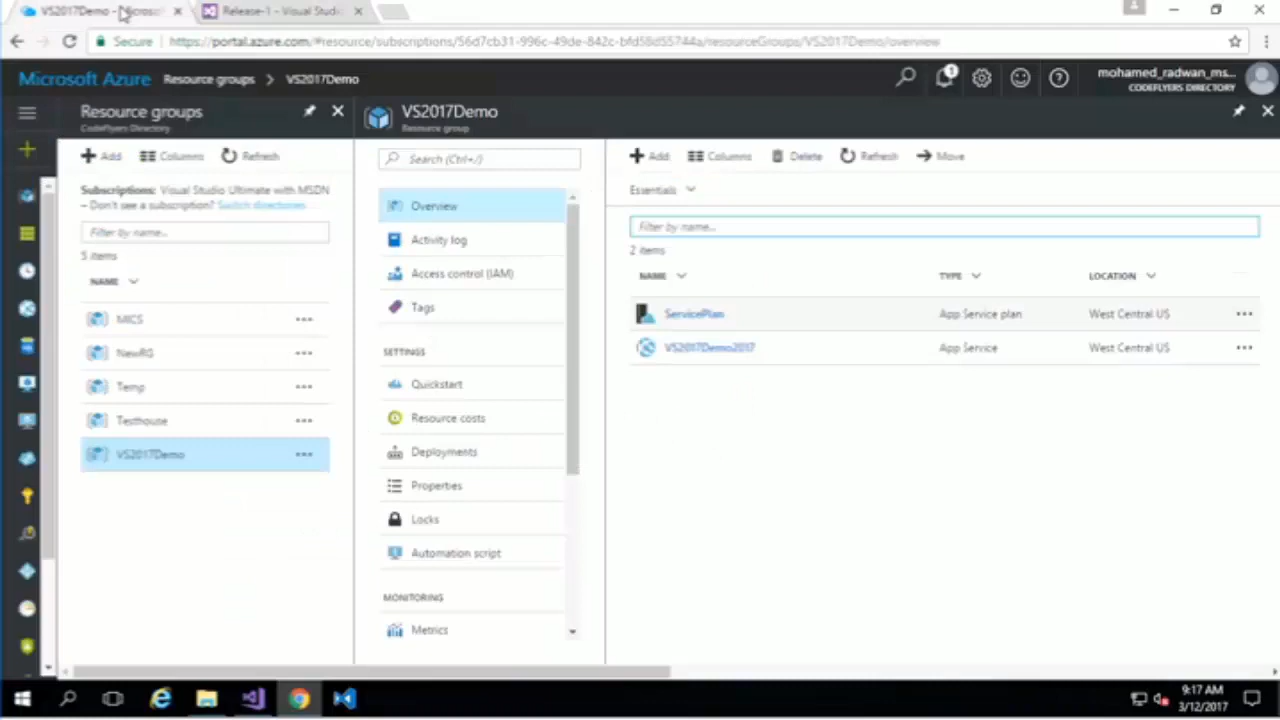 VS2017Demo - Microsoft
Release-1 - Visual Studio
Secure
https://portal.azure.com/#resource/subscriptions/56d7cb31-996c-49de-842c-bfd58d55744a/resourceGroups/VS2017Demo/overview
Microsoft Azure Resource groups > VS2017Demo
1
mohamed_radwan_ms...
CODEFLYERS DIRECTORY
Resource groups
CodeFlyers Directory
Add Columns Refresh
Subscriptions: Visual Studio Ultimate with MSDN
– Don't see a subscription? Switch directories
Filter by name...
5 items
NAME
MICS
NewRG
Temp
Testhouse
VS2017Demo
VS2017Demo
Resource group
Search (Ctrl+/)
Overview
Activity log
Access control (IAM)
Tags
SETTINGS
Quickstart
Resource costs
Deployments
Properties
Locks
Automation script
MONITORING
Metrics
Add Columns Delete Refresh Move
Essentials
Filter by name...
2 items
NAME TYPE LOCATION
ServicePlan App Service plan West Central US
VS2017Demo2017 App Service West Central US
9:17 AM
3/12/2017